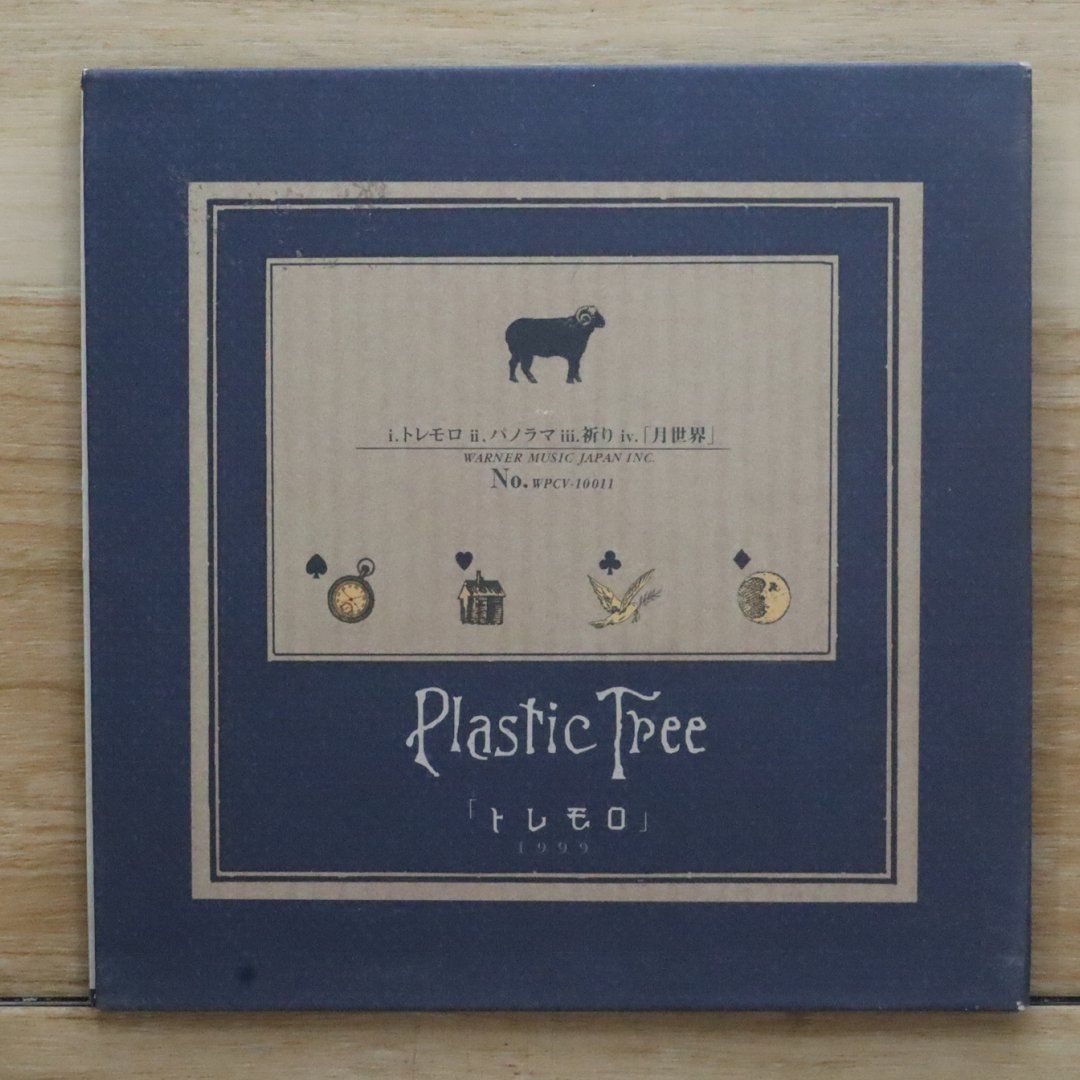 i.トレモロ ii.パノラマ iii.祈り iv.「月世界」
WARNER MUSIC JAPAN INC.
No. WPCV-10011
Plastic Tree
「トレモロ」
1999